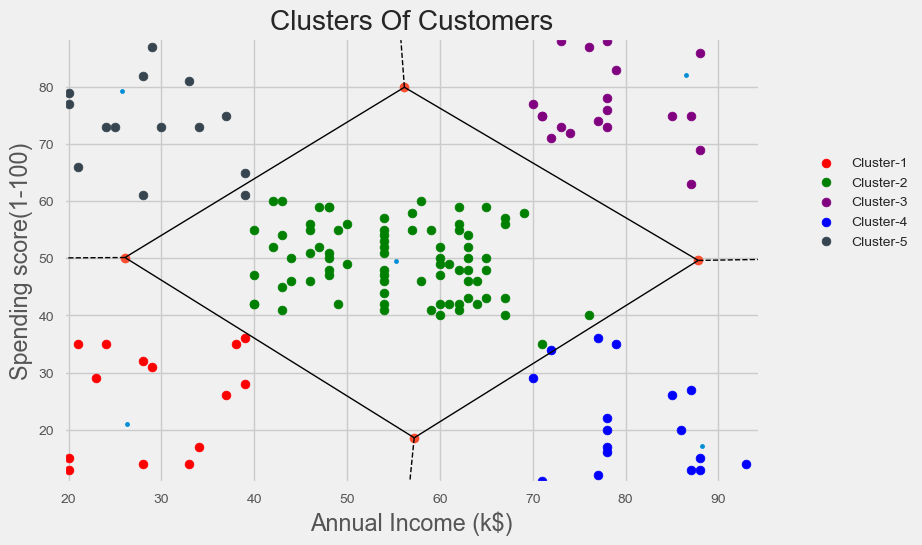 Clusters Of Customers
Spending score(1-100)
80
70
60
50
40
30
20
20 30 40 50 60 70 80 90
Annual Income (k$)
Cluster-1
Cluster-2
Cluster-3
Cluster-4
Cluster-5